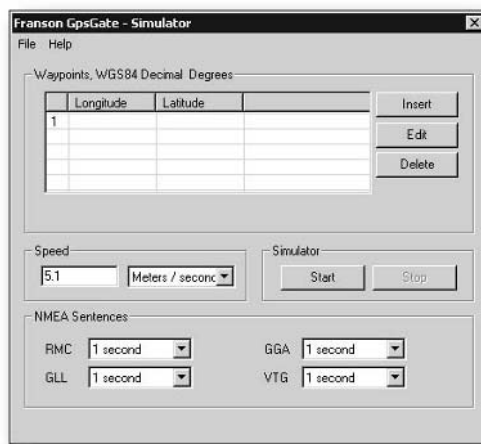 Franson GpsGate - Simulator
File Help
Waypoints, WGS84 Decimal Degrees
Longitude Latitude
1
Insert
Edit
Delete
Speed
5.1 Meters / second
Simulator
Start Stop
NMEA Sentences
RMC 1 second GGA 1 second
GLL 1 second VTG 1 second